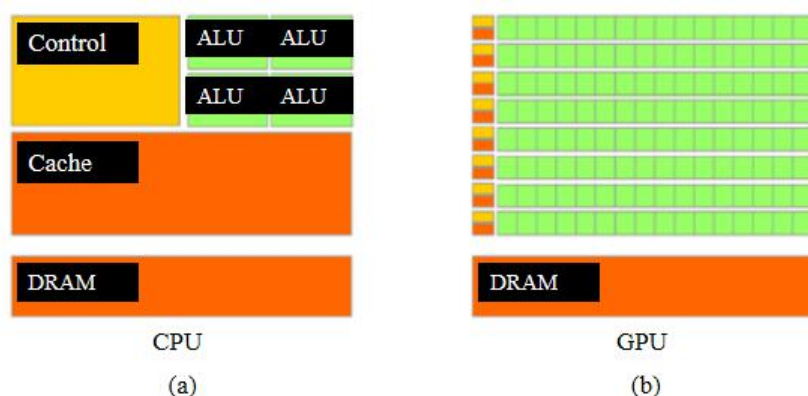 Control
ALU ALU
ALU ALU
Cache
DRAM
CPU
(a)
DRAM
GPU
(b)